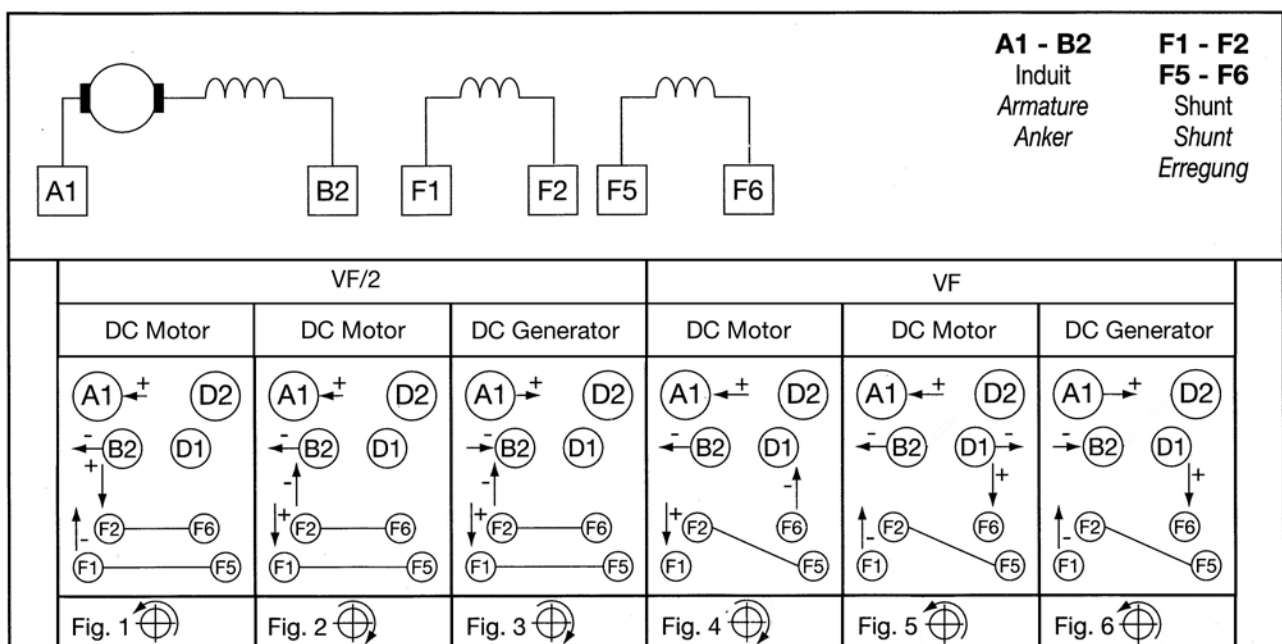 A1 - B2 F1 - F2
Induit F5 - F6
Armature Shunt
Anker Shunt
Erregung
A1 B2 F1 F2 F5 F6
VF/2 VF
DC Motor DC Motor DC Generator DC Motor DC Motor DC Generator
A1 + D2 A1 + D2 A1 + D2 A1 + D2 A1 + D2 A1 + D2
- B2 D1 - B2 D1 - B2 D1 - B2 D1 - B2 D1 - - B2 D1
+ - - - + +
- F2 F6 + F2 F6 + F2 F6 + F2 F6 - F2 F6 - F2 F6
F1 F5 F1 F5 F1 F5 F1 F5 F1 F5 F1 F5
Fig. 1 Fig. 2 Fig. 3 Fig. 4 Fig. 5 Fig. 6